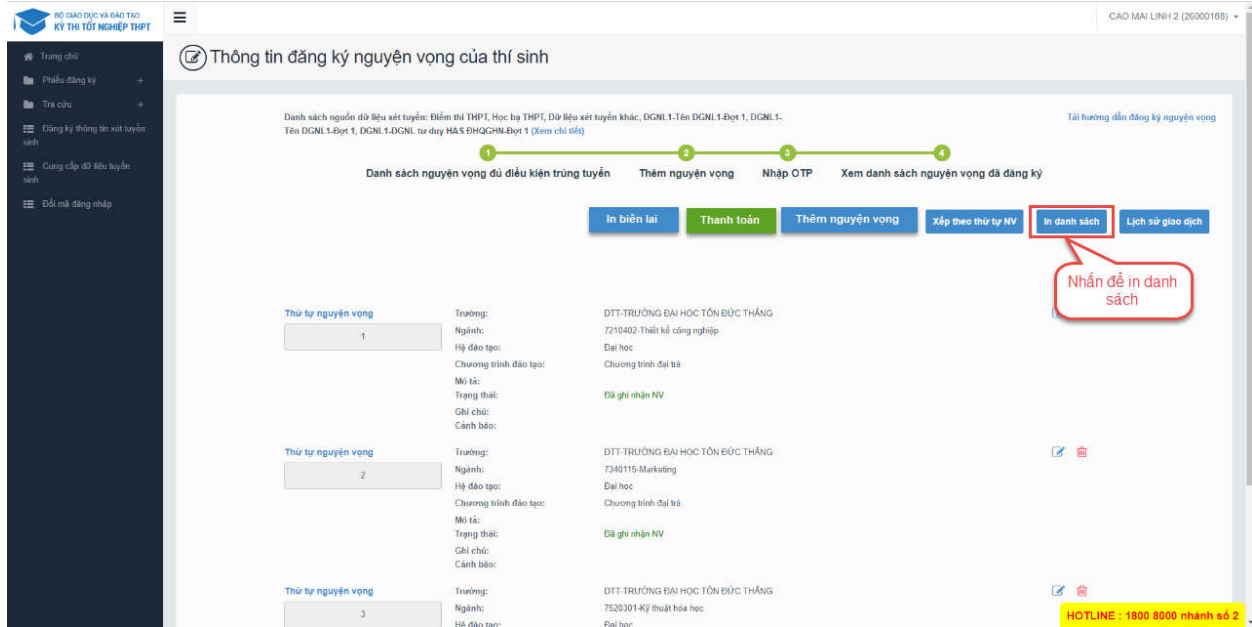 BỘ GIÁO DỤC VÀ ĐÀO TẠO
KỲ THI TỐT NGHIỆP THPT
CAO MAI LINH 2 (26000188)
Trang chủ
Phiếu đăng ký +
Tra cứu +
Đăng ký thông tin xét tuyển
sinh
Cung cấp dữ liệu tuyển
sinh
Đổi mã đăng nhập
Thông tin đăng ký nguyện vọng của thí sinh
Danh sách nguồn dữ liệu xét tuyển: Điểm thi THPT, Học bạ THPT, Dữ liệu xét tuyển khác, DGNL1-Tên DGNL1-Đợt 1, DGNL1-
Tên DGNL1-Đợt 1, DGNL1-DGNL tư duy HAS ĐHQGHN-Đợt 1 (Xem chi tiết)
Tải hướng dẫn đăng ký nguyện vọng
1 2 3 4
Danh sách nguyện vọng đủ điều kiện trúng tuyển Thêm nguyện vọng Nhập OTP Xem danh sách nguyện vọng đã đăng ký
In biên lai Thanh toán Thêm nguyện vọng Xếp theo thứ tự NV In danh sách Lịch sử giao dịch
Nhấn để in danh
sách
Thứ tự nguyện vọng Trường: DTT-TRƯỜNG ĐẠI HỌC TÔN ĐỨC THẮNG
1 Ngành: 7210402-Thiết kế công nghiệp
Hệ đào tạo: Đại học
Chương trình đào tạo: Chương trình đại trà
Mô tả:
Trạng thái: Đã ghi nhận NV
Ghi chú:
Cảnh báo:
Thứ tự nguyện vọng Trường: DTT-TRƯỜNG ĐẠI HỌC TÔN ĐỨC THẮNG
2 Ngành: 7340115-Marketing
Hệ đào tạo: Đại học
Chương trình đào tạo: Chương trình đại trà
Mô tả:
Trạng thái: Đã ghi nhận NV
Ghi chú:
Cảnh báo:
Thứ tự nguyện vọng Trường: DTT-TRƯỜNG ĐẠI HỌC TÔN ĐỨC THẮNG
3 Ngành: 7520301-Kỹ thuật hóa học
Hệ đào tạo: Đại học
HOTLINE : 1800 8000 nhánh số 2